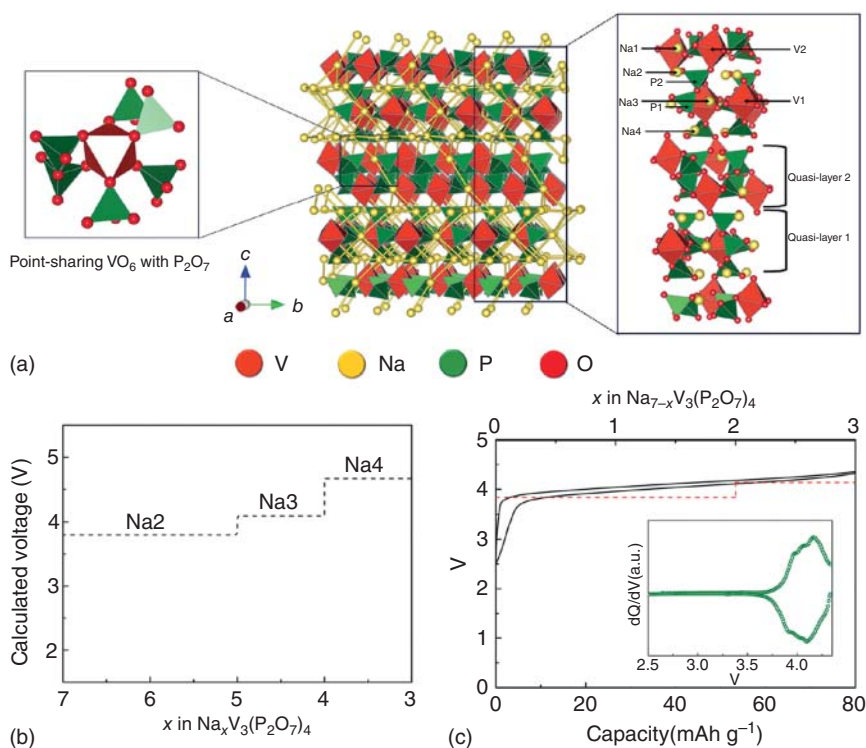 Na1
V2
Na2
P2
Na3
P1
V1
Na4
Quasi-layer 2
Quasi-layer 1
Point-sharing VO₆ with P₂O₇
c
a
b
(a)
V
Na
P
O
Calculated voltage (V)
5
4
3
2
Na2
Na3
Na4
7
6
5
4
3
x in NaₓV₃(P₂O₇)₄
(b)
x in Na₇₋ₓV₃(P₂O₇)₄
0
1
2
3
V
5
4
3
2
1
0
dQ/dV(a.u.)
2.5
3.0
3.5
4.0
V
0
20
40
60
80
Capacity(mAh g⁻¹)
(c)